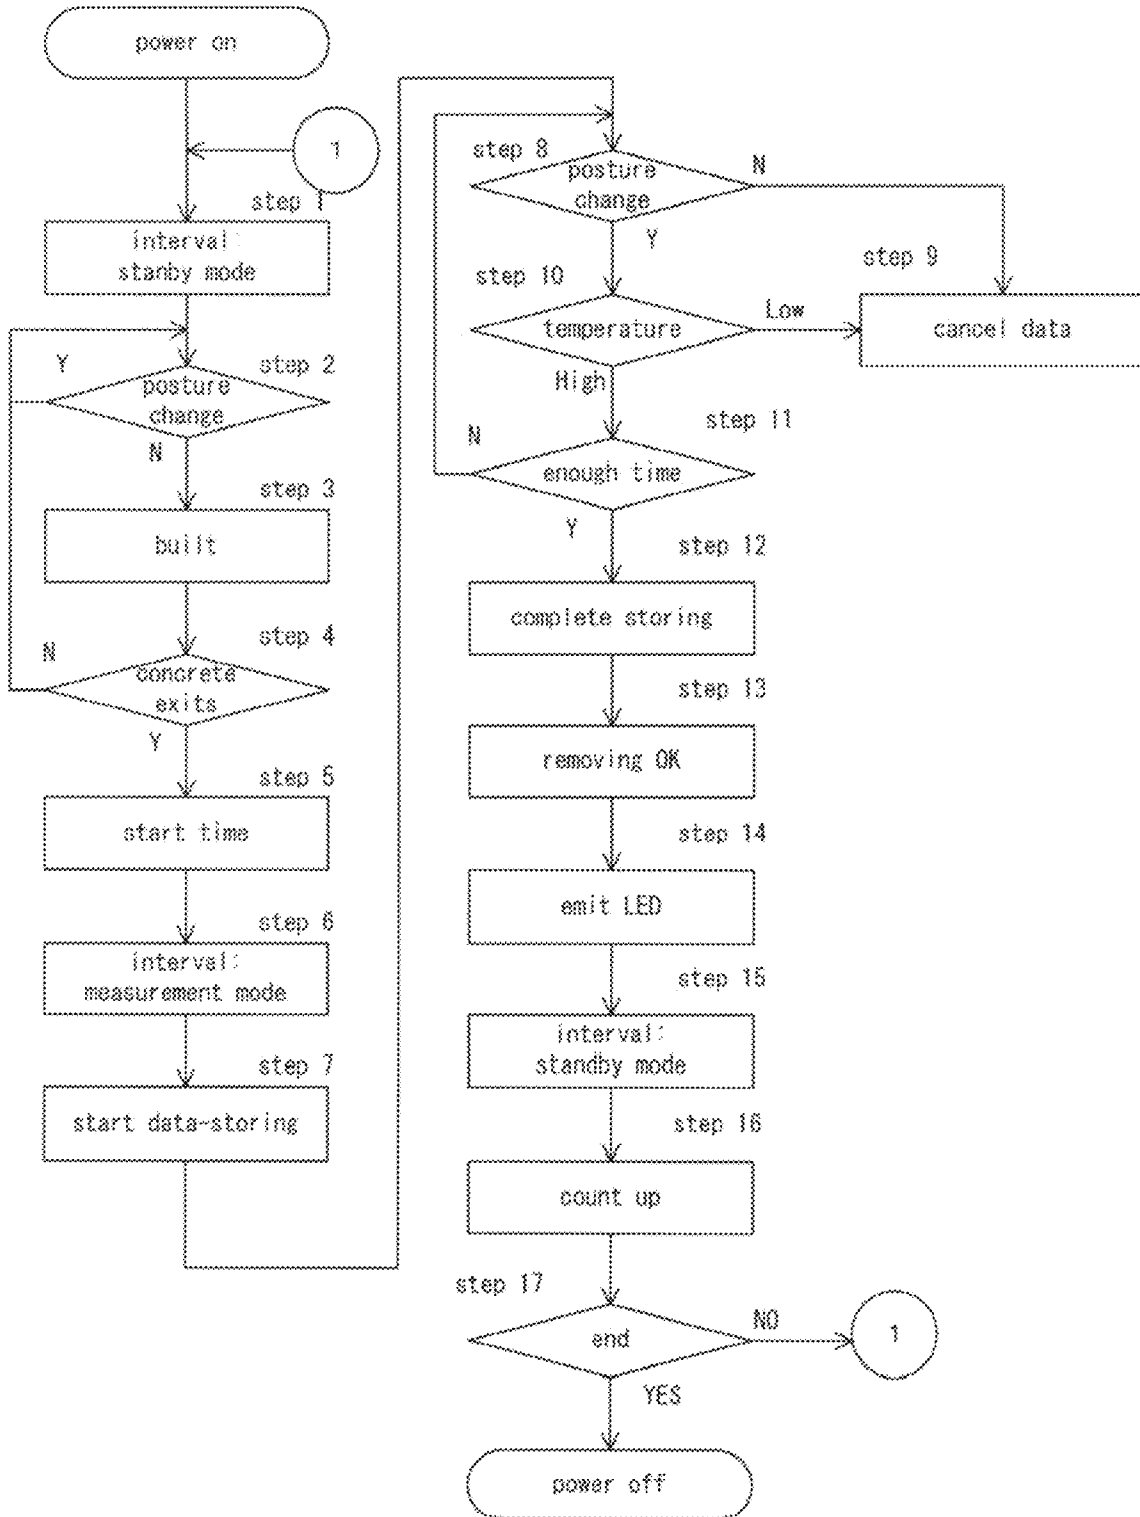 power on
1
step 1
interval:
stanby mode
step 2
Y
posture
change
N
step 3
built
step 4
N
concrete
exits
Y
step 5
start time
step 6
interval:
measurement mode
step 7
start data-storing
step 8
posture
change
N
Y
step 9
cancel data
step 10
temperature
Low
High
step 11
N
enough time
Y
step 12
complete storing
step 13
removing OK
step 14
emit LED
step 15
interval:
standby mode
step 16
count up
step 17
end
NO
1
YES
power off